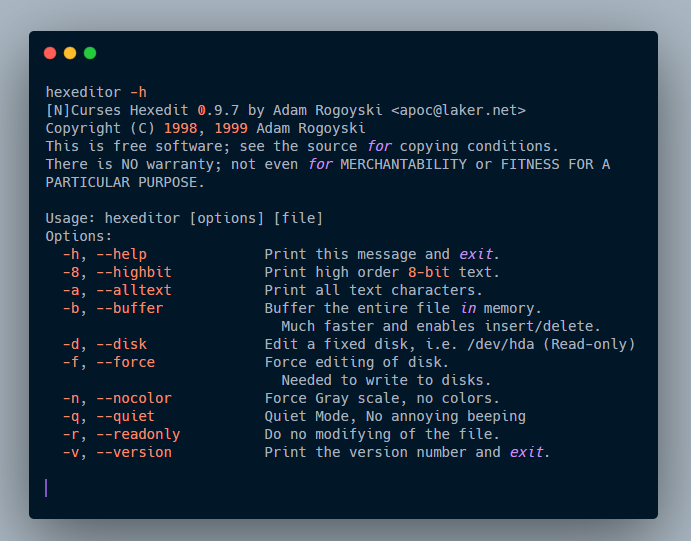 hexeditor -h
[N]Curses Hexedit 0.9.7 by Adam Rogoyski <apoc@laker.net>
Copyright (C) 1998, 1999 Adam Rogoyski
This is free software; see the source for copying conditions.
There is NO warranty; not even for MERCHANTABILITY or FITNESS FOR A
PARTICULAR PURPOSE.

Usage: hexeditor [options] [file]
Options:
  -h, --help              Print this message and exit.
  -8, --highbit           Print high order 8-bit text.
  -a, --alltext           Print all text characters.
  -b, --buffer            Buffer the entire file in memory.
                            Much faster and enables insert/delete.
  -d, --disk              Edit a fixed disk, i.e. /dev/hda (Read-only)
  -f, --force             Force editing of disk.
                            Needed to write to disks.
  -n, --nocolor           Force Gray scale, no colors.
  -q, --quiet             Quiet Mode, No annoying beeping
  -r, --readonly          Do no modifying of the file.
  -v, --version           Print the version number and exit.